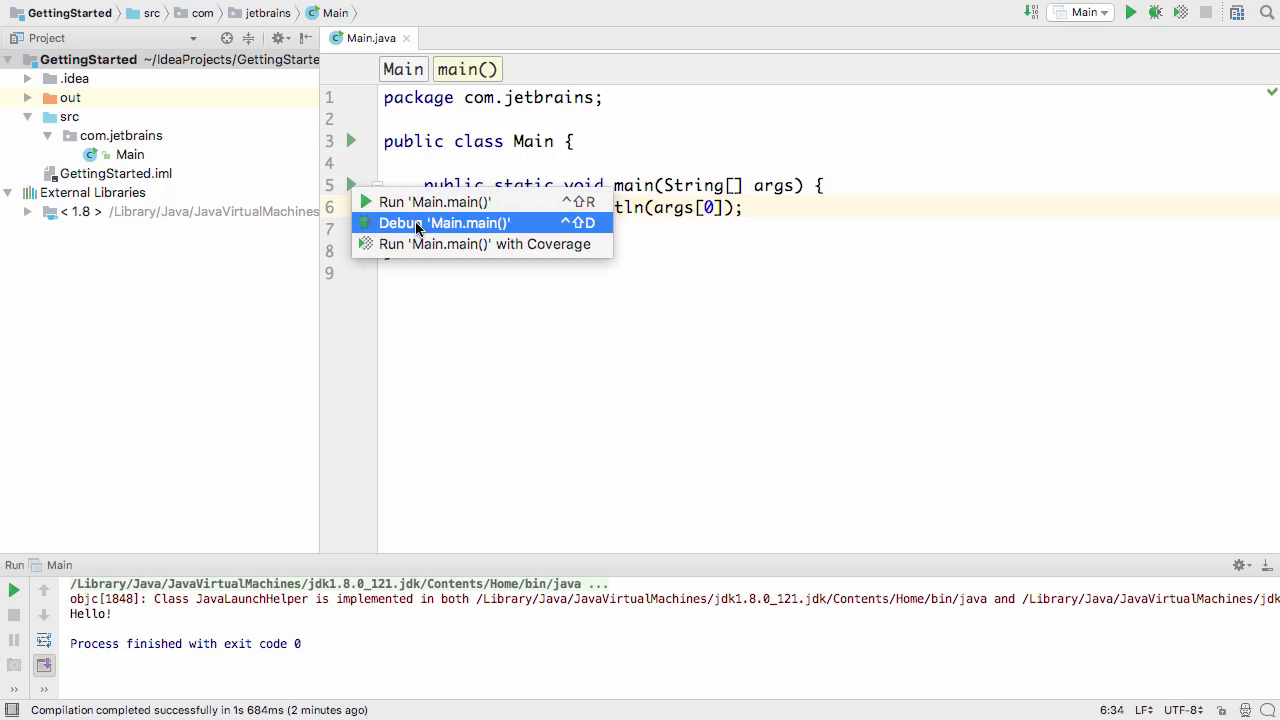 GettingStarted src com jetbrains Main
Main
Project
Main.java
GettingStarted ~/IdeaProjects/GettingStarte
.idea
out
src
com.jetbrains
Main
GettingStarted.iml
External Libraries
< 1.8 > /Library/Java/JavaVirtualMachines
Main main()
1 package com.jetbrains;
2
3 public class Main {
4
5 public static void main(String[] args) {
6 tln(args[0]);
7
8
9
Run 'Main.main()' ^⇧R
Debug 'Main.main()' ^⇧D
Run 'Main.main()' with Coverage
Run Main
/Library/Java/JavaVirtualMachines/jdk1.8.0_121.jdk/Contents/Home/bin/java ...
objc[1848]: Class JavaLaunchHelper is implemented in both /Library/Java/JavaVirtualMachines/jdk1.8.0_121.jdk/Contents/Home/bin/java and /Library/Java/JavaVirtualMachines/jdk
Hello!
Process finished with exit code 0
Compilation completed successfully in 1s 684ms (2 minutes ago)
6:34 LF UTF-8